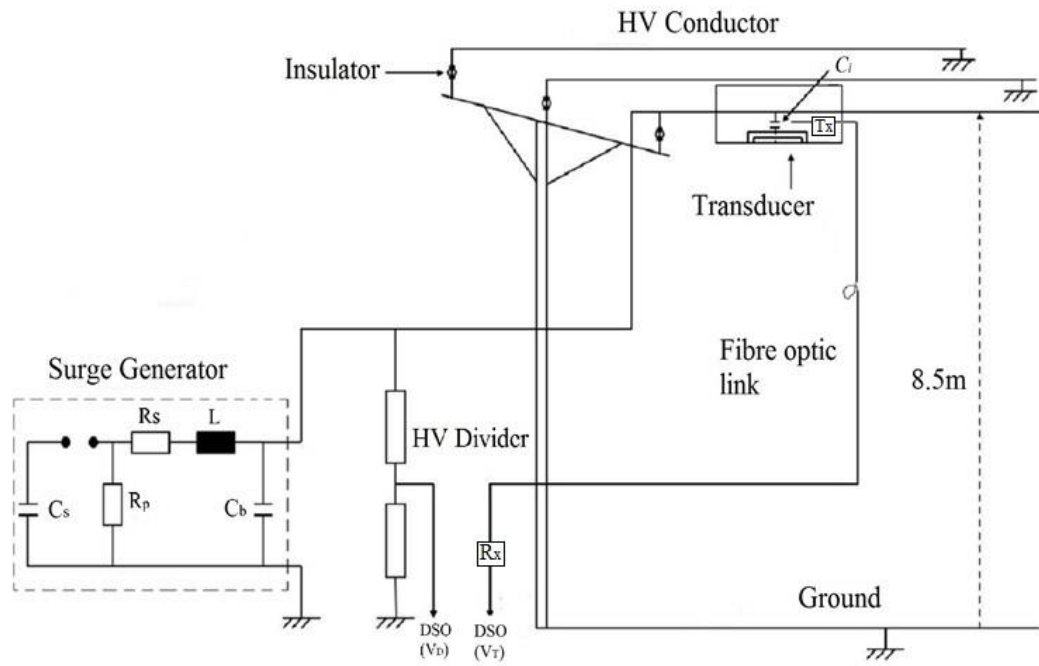 HV Conductor
Insulator
Cᵢ
Tx
Transducer
Fibre optic
link
8.5m
Surge Generator
Rs
L
HV Divider
Cs
Rp
Cb
Rx
Ground
DSO
(VD)
DSO
(VT)